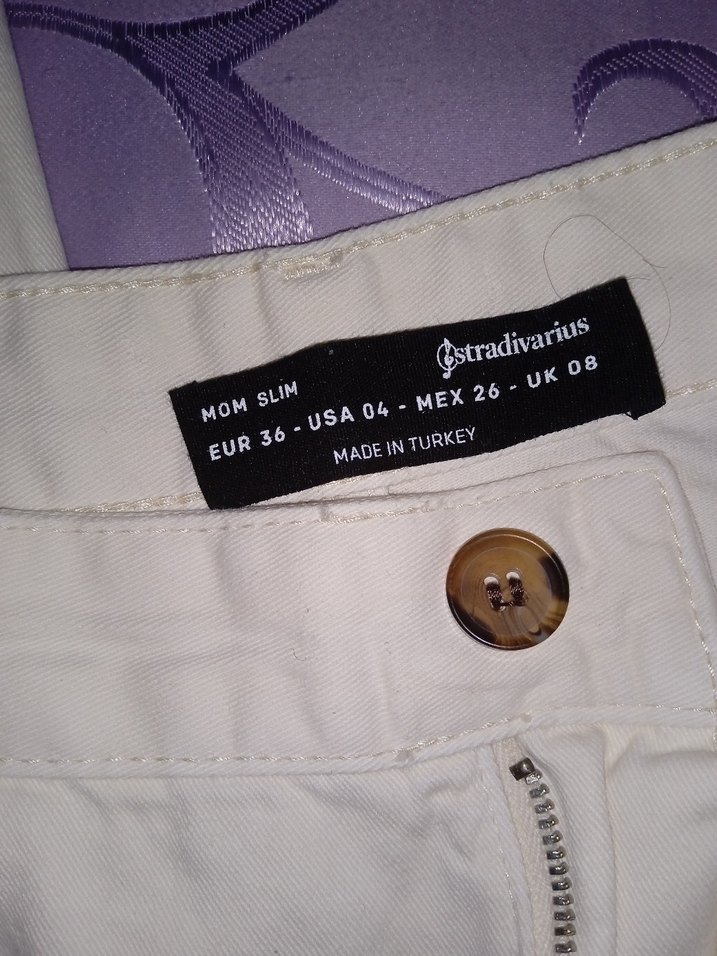 stradivarius
MOM SLIM
EUR 36 - USA 04 - MEX 26 - UK 08
MADE IN TURKEY